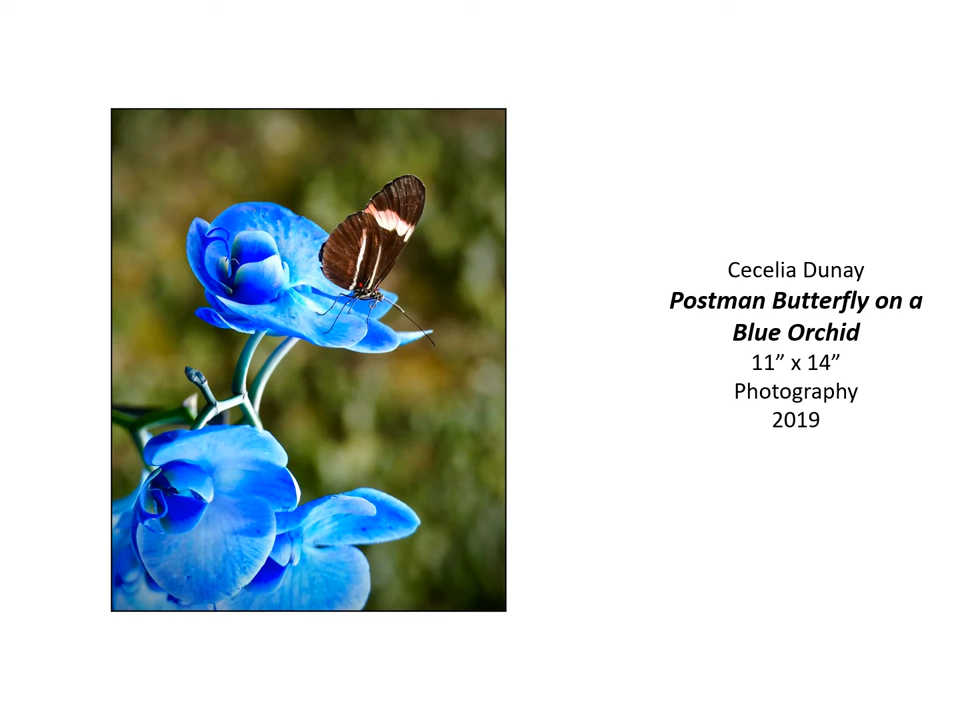 Cecelia Dunay
Postman Butterfly on a
Blue Orchid
11” x 14”
Photography
2019